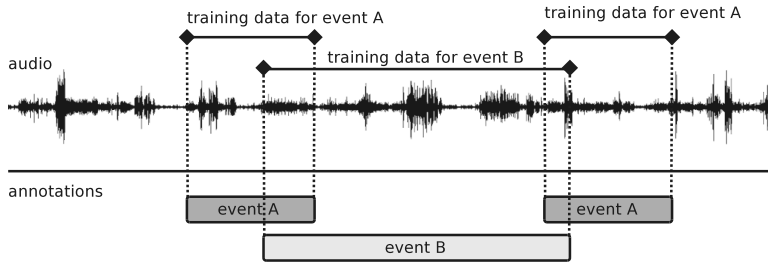 training data for event A
training data for event A
training data for event B
audio
annotations
event A
event A
event B